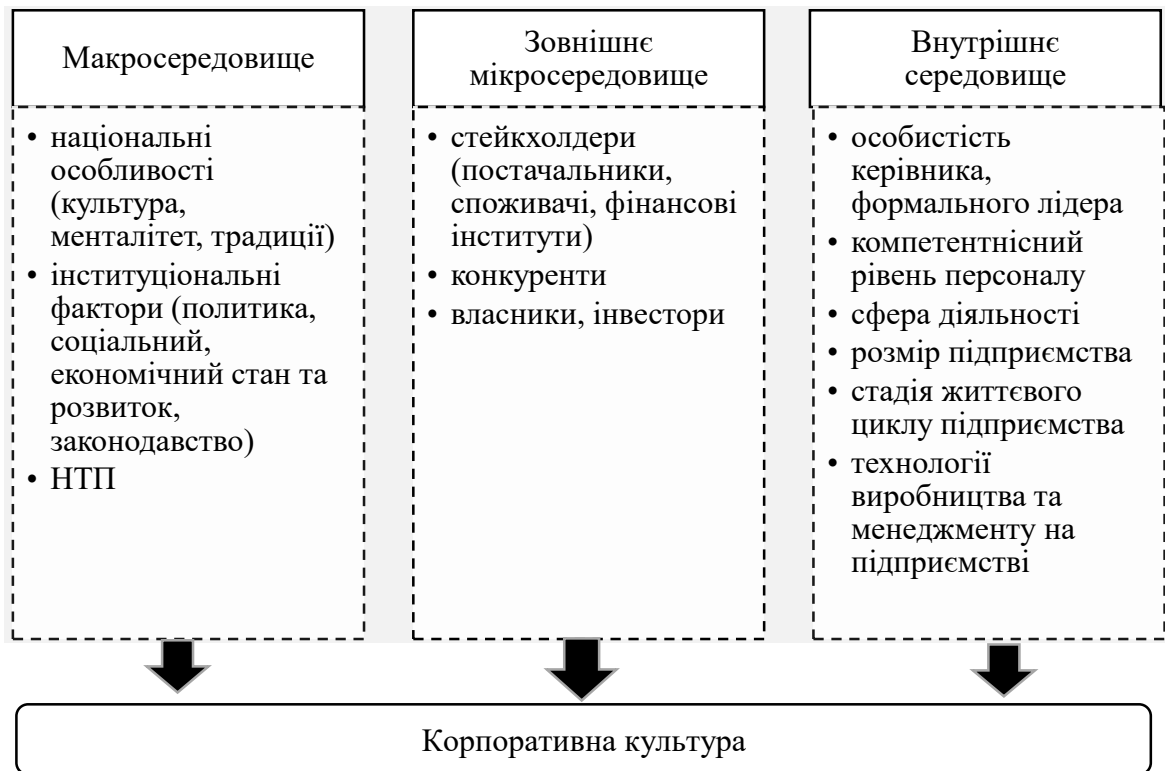 Макросередовище
• національні
особливості
(культура,
менталітет, традиції)
• інституціональні
фактори (политика,
соціальний,
економічний стан та
розвиток,
законодавство)
• НТП
Зовнішнє
мікросередовище
• стейкхолдери
(постачальники,
споживачі, фінансові
інститути)
• конкуренти
• власники, інвестори
Внутрішнє
середовище
• особистість
керівника,
формального лідера
• компетентнісний
рівень персоналу
• сфера діяльності
• розмір підприємства
• стадія життєвого
циклу підприємства
• технології
виробництва та
менеджменту на
підприємстві
Корпоративна культура